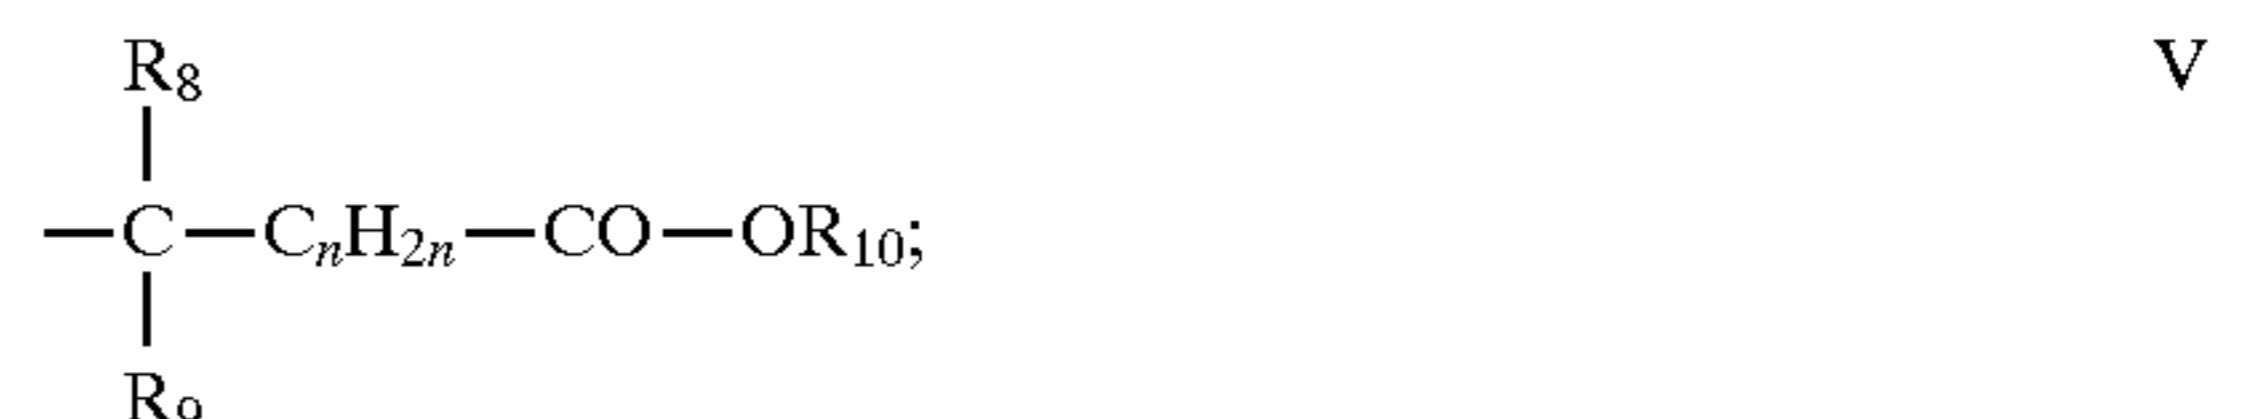 R₈ V
—C—CₙH₂ₙ—CO—OR₁₀;
R₉